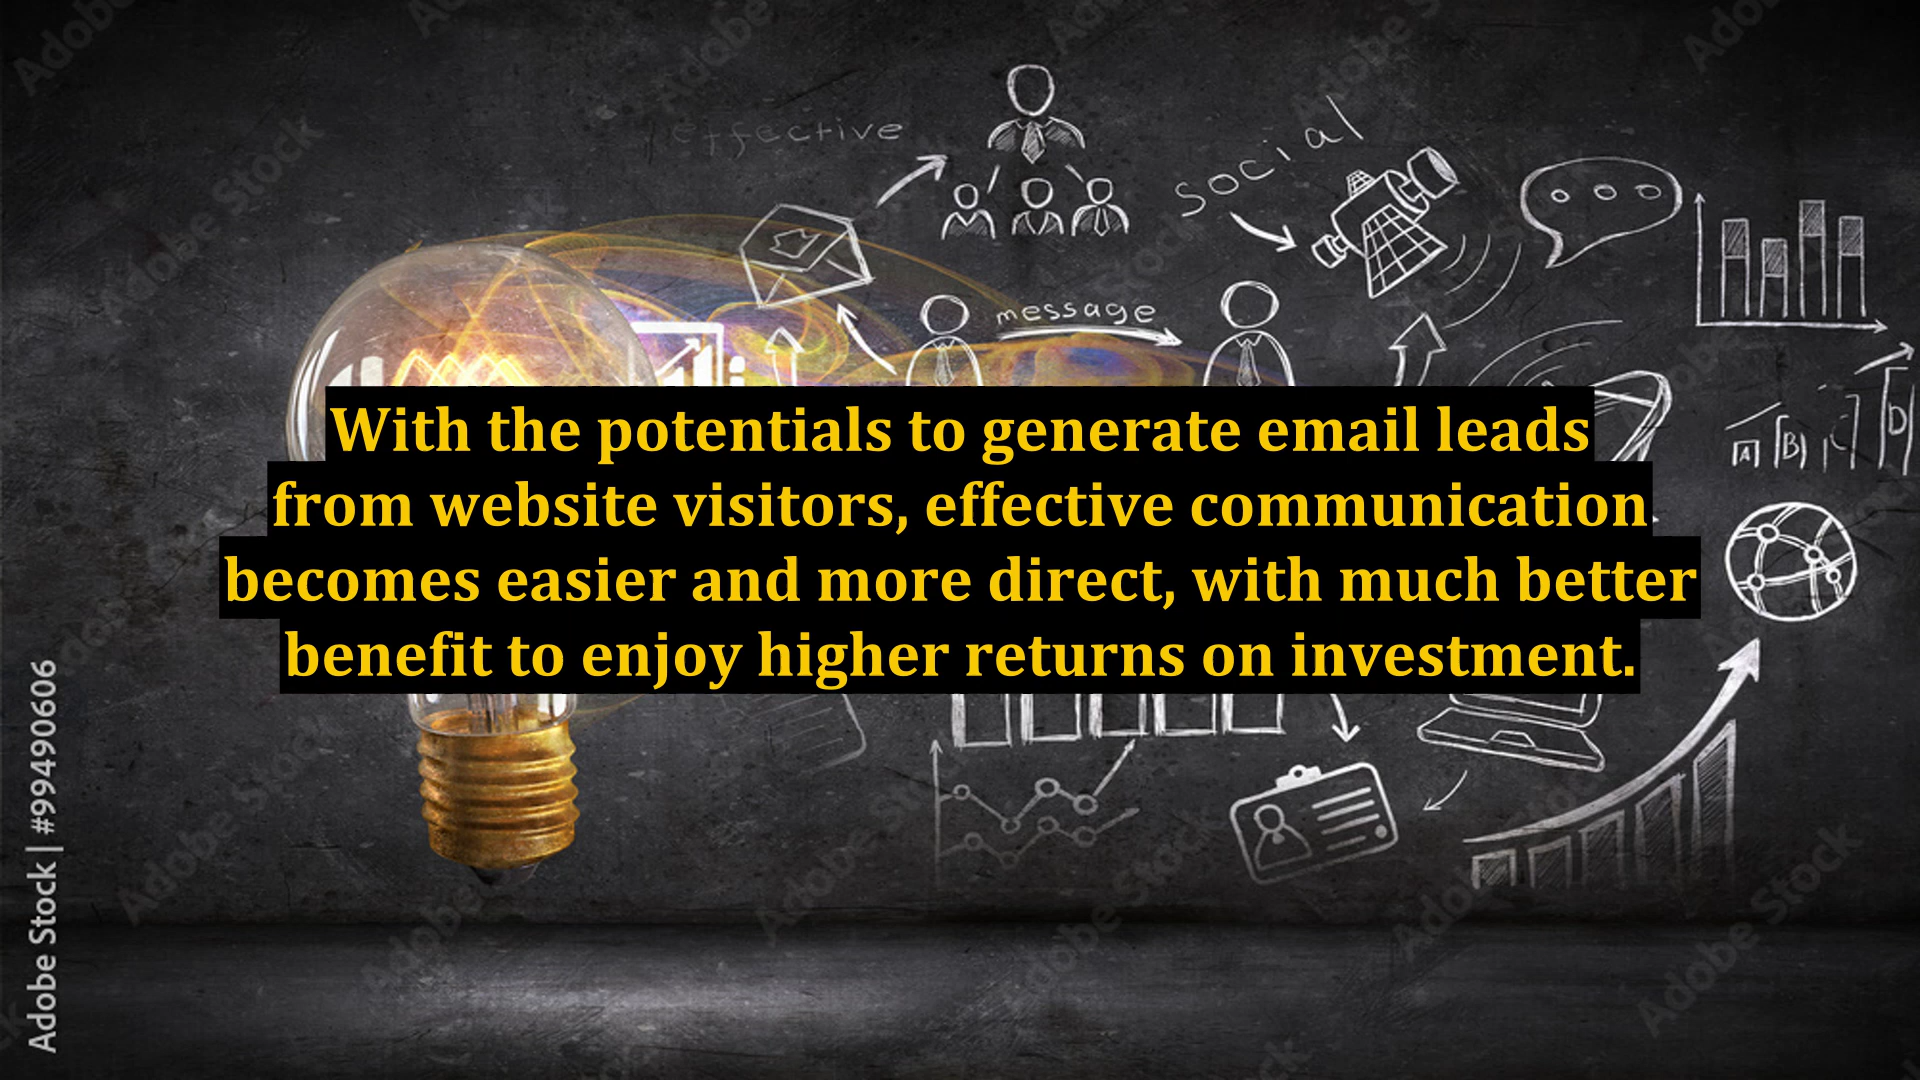 effective
social
message
With the potentials to generate email leads
from website visitors, effective communication
becomes easier and more direct, with much better
benefit to enjoy higher returns on investment.
A B C D
Adobe Stock | #99490606